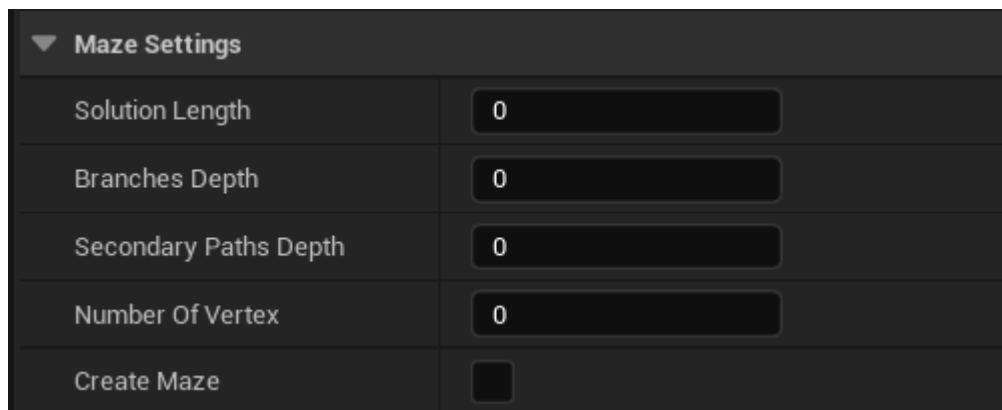 Maze Settings
Solution Length 0
Branches Depth 0
Secondary Paths Depth 0
Number Of Vertex 0
Create Maze